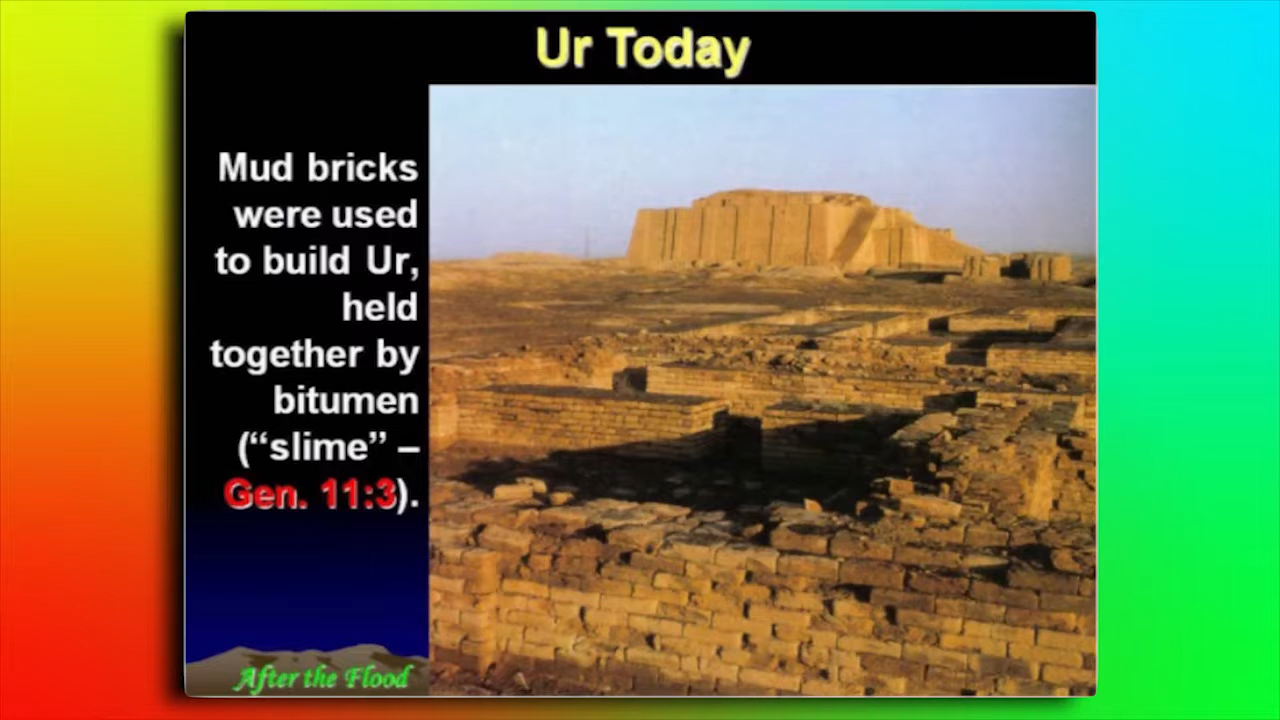 Ur Today
Mud bricks
were used
to build Ur,
held
together by
bitumen
(“slime” –
Gen. 11:3).
After the Flood